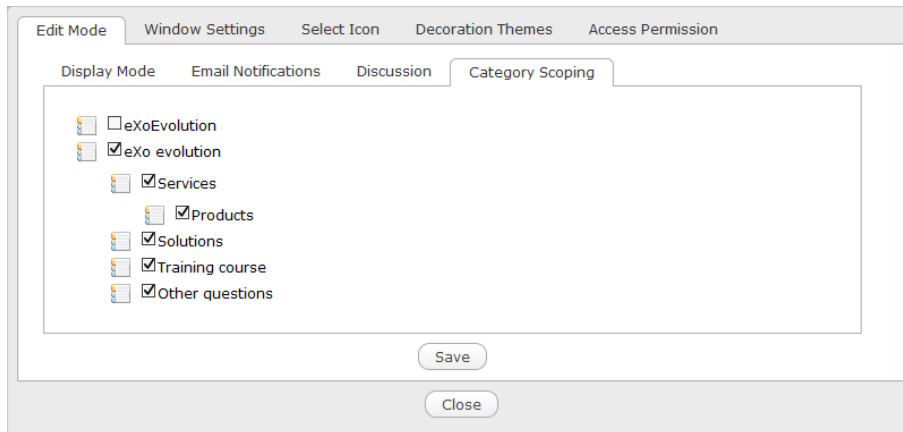 Edit Mode Window Settings Select Icon Decoration Themes Access Permission
Display Mode Email Notifications Discussion Category Scoping
eXoEvolution
eXo evolution
Services
Products
Solutions
Training course
Other questions
Save
Close